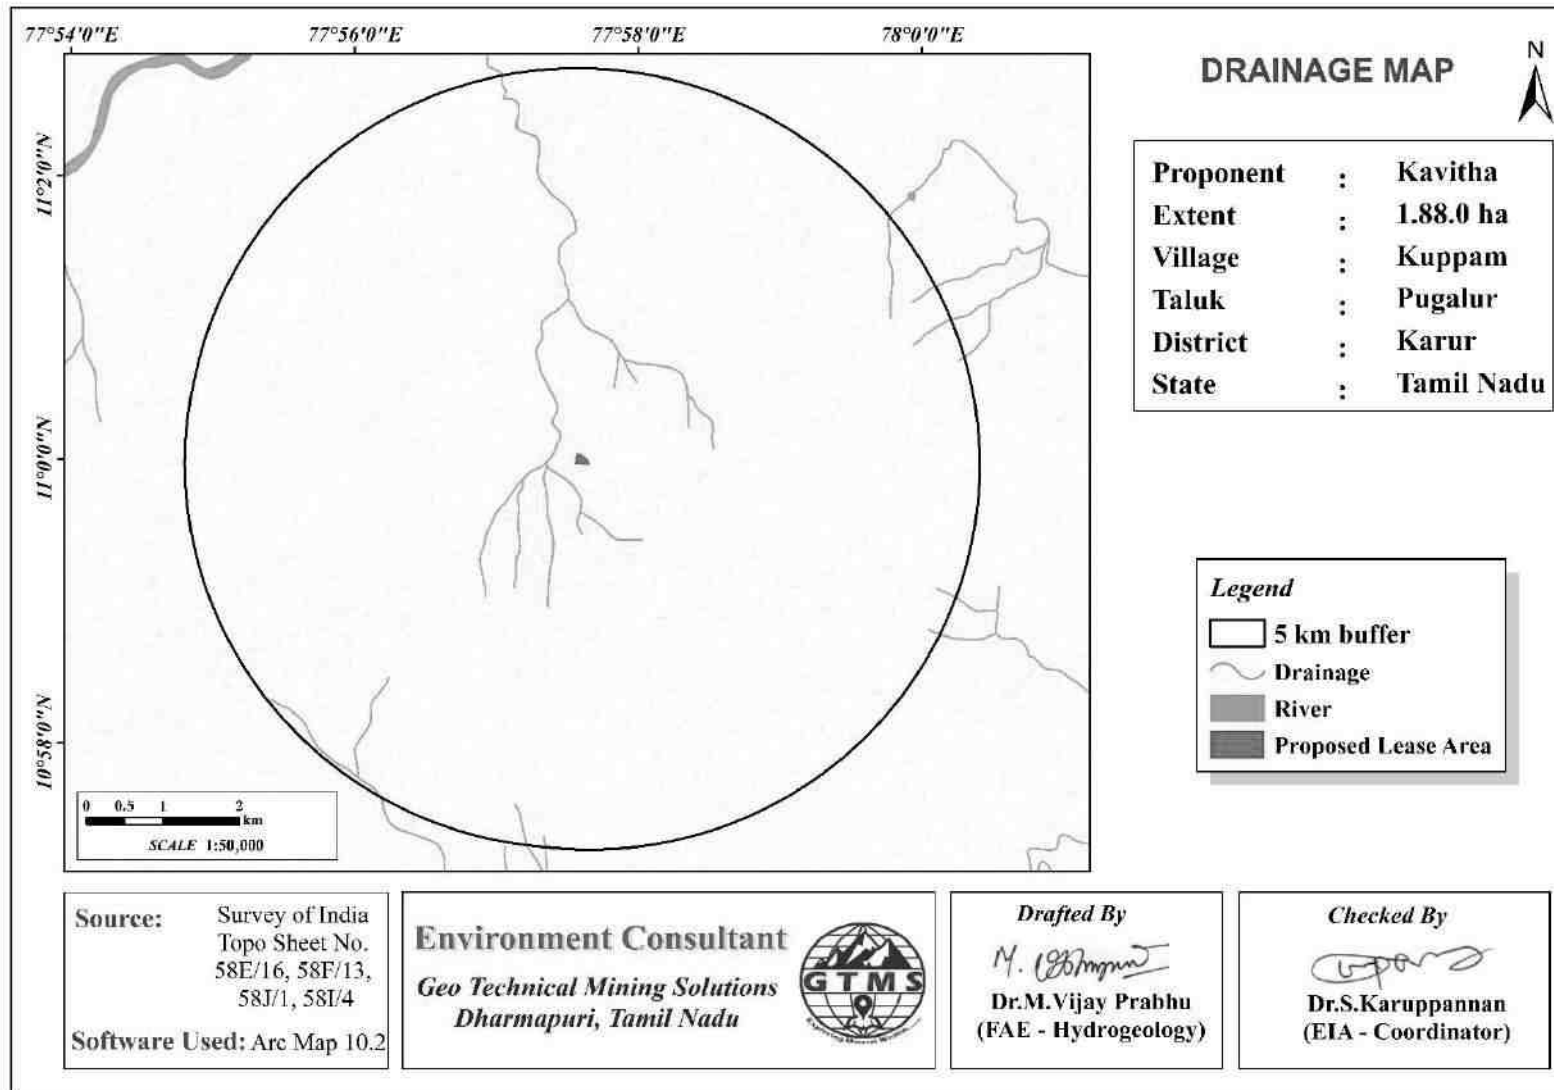 77°54'0"E
77°56'0"E
77°58'0"E
78°0'0"E
11°2'0"N
11°0'0"N
10°58'0"N
0 0.5 1 2
km
SCALE 1:50,000
DRAINAGE MAP
N
Proponent : Kavitha
Extent : 1.88.0 ha
Village : Kuppam
Taluk : Pugalur
District : Karur
State : Tamil Nadu
Legend
5 km buffer
Drainage
River
Proposed Lease Area
Source: Survey of India
Topo Sheet No.
58E/16, 58F/13,
58J/1, 58I/4
Software Used: Arc Map 10.2
Environment Consultant
Geo Technical Mining Solutions
Dharmapuri, Tamil Nadu
GTMS
Drafted By
Dr.M.Vijay Prabhu
(FAE - Hydrogeology)
Checked By
Dr.S.Karuppannan
(EIA - Coordinator)